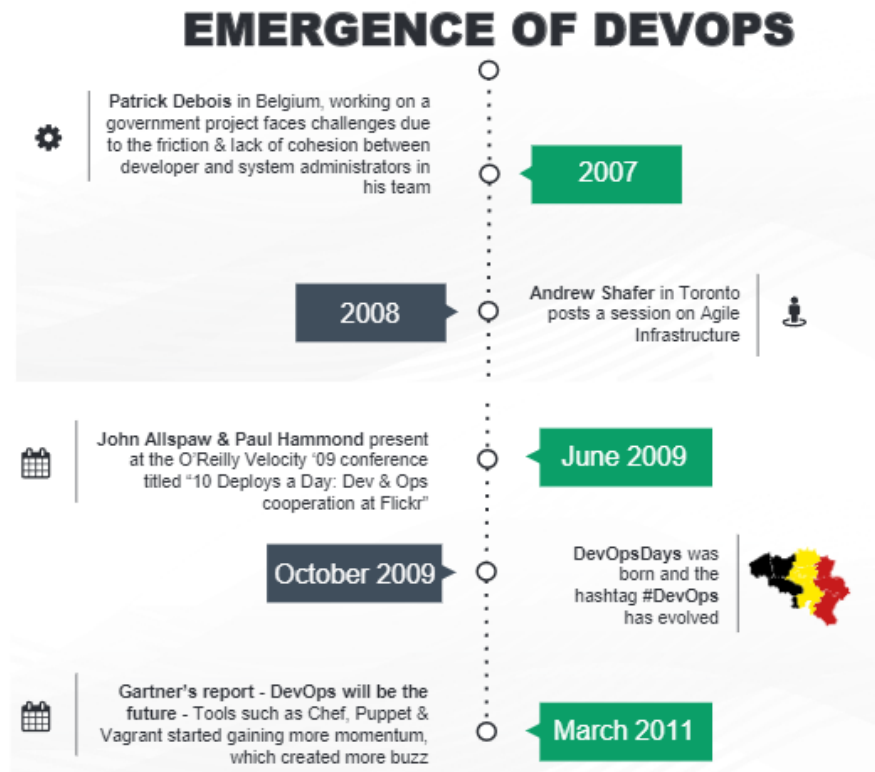 EMERGENCE OF DEVOPS
Patrick Debois in Belgium, working on a
government project faces challenges due
to the friction & lack of cohesion between
developer and system administrators in
his team
2007
2008
Andrew Shafer in Toronto
posts a session on Agile
Infrastructure
John Allspaw & Paul Hammond present
at the O'Reilly Velocity ‘09 conference
titled “10 Deploys a Day: Dev & Ops
cooperation at Flickr”
June 2009
October 2009
DevOpsDays was
born and the
hashtag #DevOps
has evolved
Gartner's report - DevOps will be the
future - Tools such as Chef, Puppet &
Vagrant started gaining more momentum,
which created more buzz
March 2011